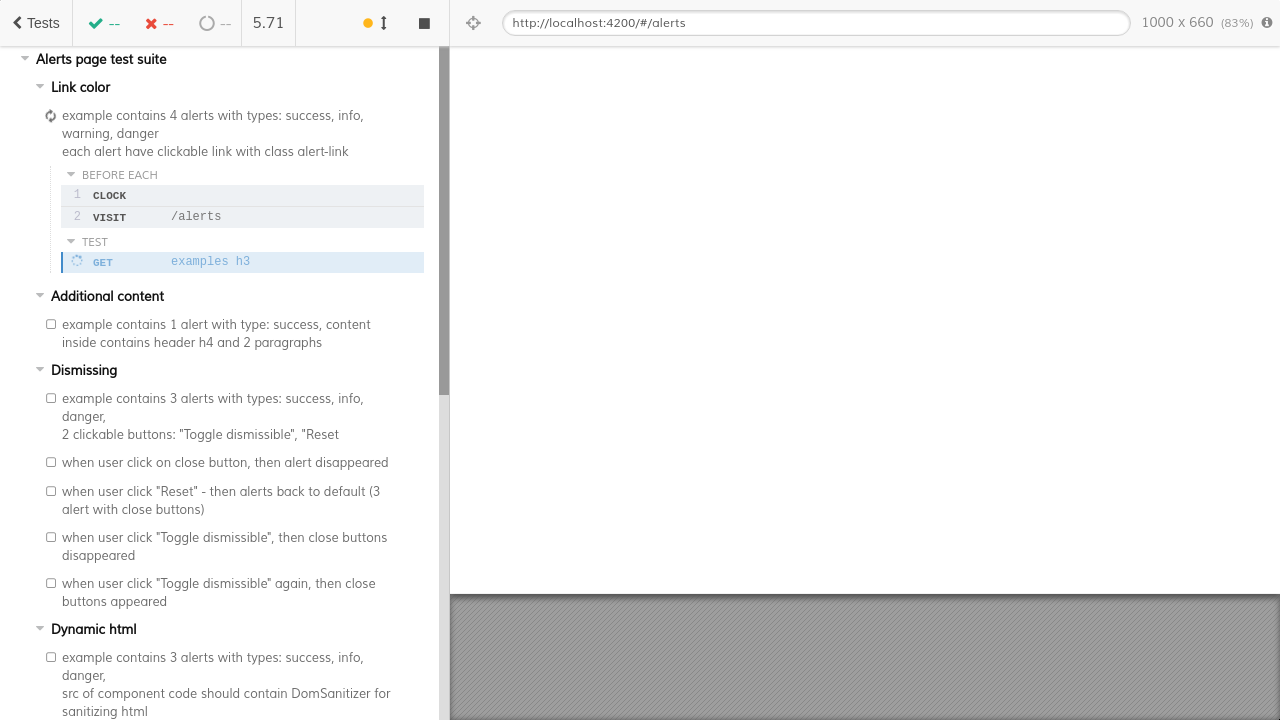 Tests -- -- -- 5.71 http://localhost:4200/#/alerts 1000 x 660 (83%)
Alerts page test suite
Link color
example contains 4 alerts with types: success, info,
warning, danger
each alert have clickable link with class alert-link
BEFORE EACH
1 CLOCK
2 VISIT /alerts
TEST
GET examples h3
Additional content
example contains 1 alert with type: success, content
inside contains header h4 and 2 paragraphs
Dismissing
example contains 3 alerts with types: success, info,
danger,
2 clickable buttons: "Toggle dismissible", "Reset
when user click on close button, then alert disappeared
when user click "Reset" - then alerts back to default (3
alert with close buttons)
when user click "Toggle dismissible", then close buttons
disappeared
when user click "Toggle dismissible" again, then close
buttons appeared
Dynamic html
example contains 3 alerts with types: success, info,
danger,
src of component code should contain DomSanitizer for
sanitizing html